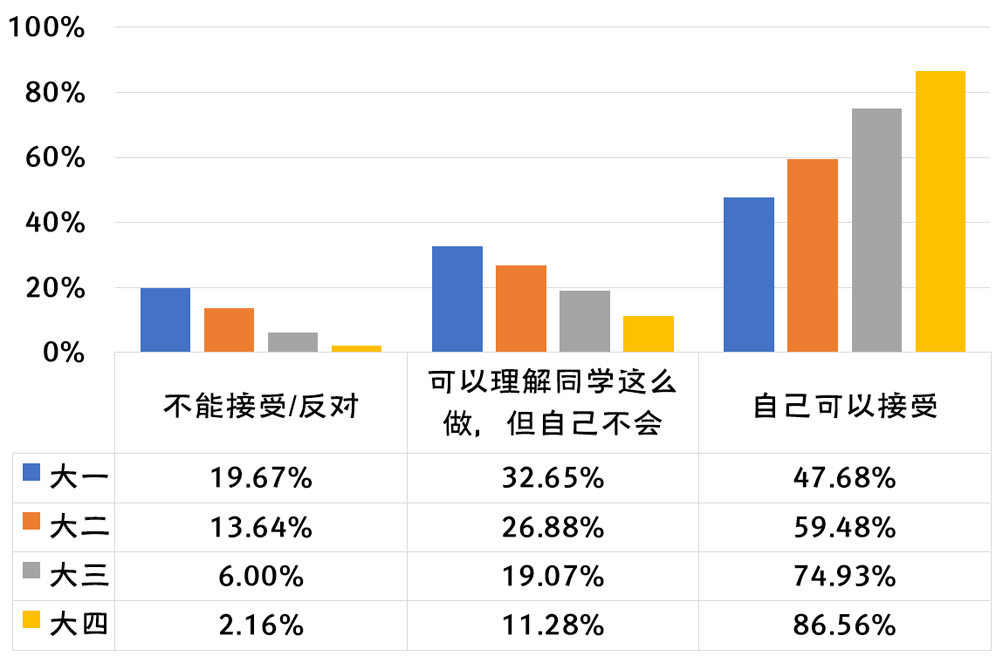 100%
80%
60%
40%
20%
0%
不能接受/反对
可以理解同学这么
做，但自己不会
自己可以接受
大一 19.67% 32.65% 47.68%
大二 13.64% 26.88% 59.48%
大三 6.00% 19.07% 74.93%
大四 2.16% 11.28% 86.56%